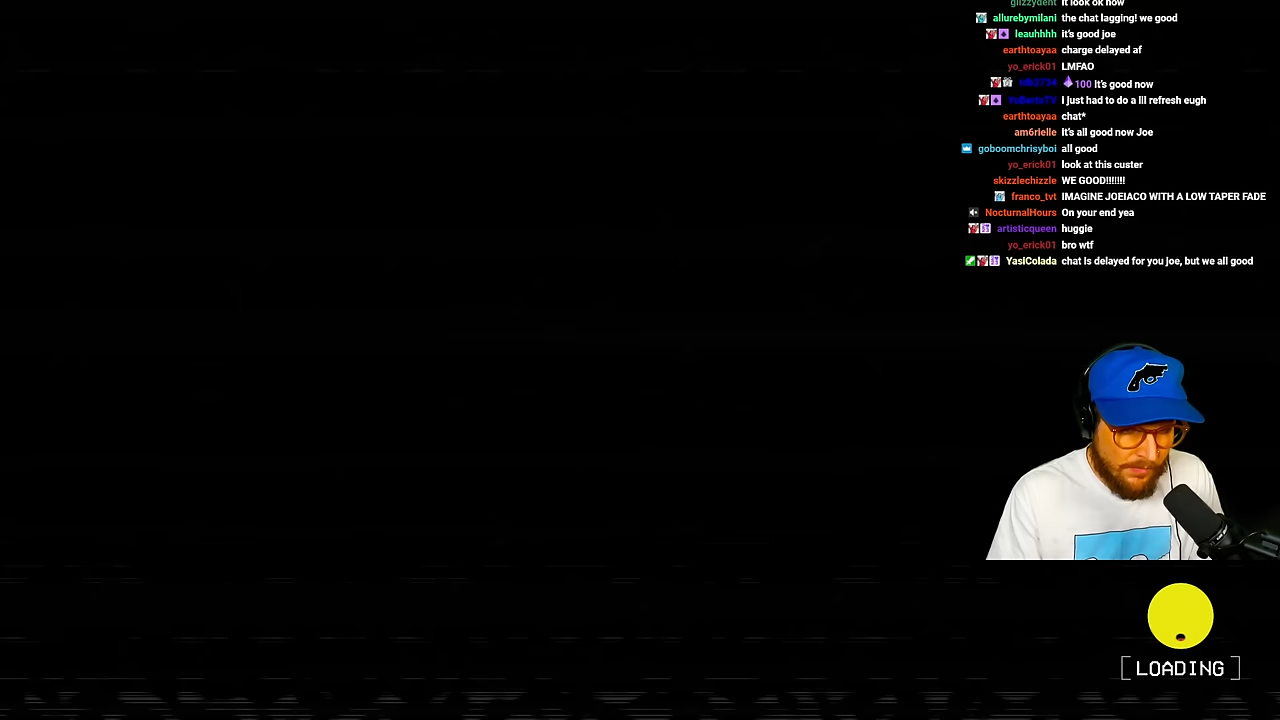 glizzydent it look ok now
allurebymilani the chat lagging! we good
leauhhhh it's good joe
earthtoayaa charge delayed af
yo_erick01 LMFAO
100 It's good now
I just had to do a lil refresh eugh
earthtoayaa chat*
am6rielle it's all good now Joe
goboomchrisyboi all good
yo_erick01 look at this custer
skizzlechizzle WE GOOD!!!!!!!
franco_tvt IMAGINE JOEIACO WITH A LOW TAPER FADE
NocturnalHours On your end yea
artisticqueen huggie
yo_erick01 bro wtf
YasiColada chat is delayed for you joe, but we all good
[ LOADING ]